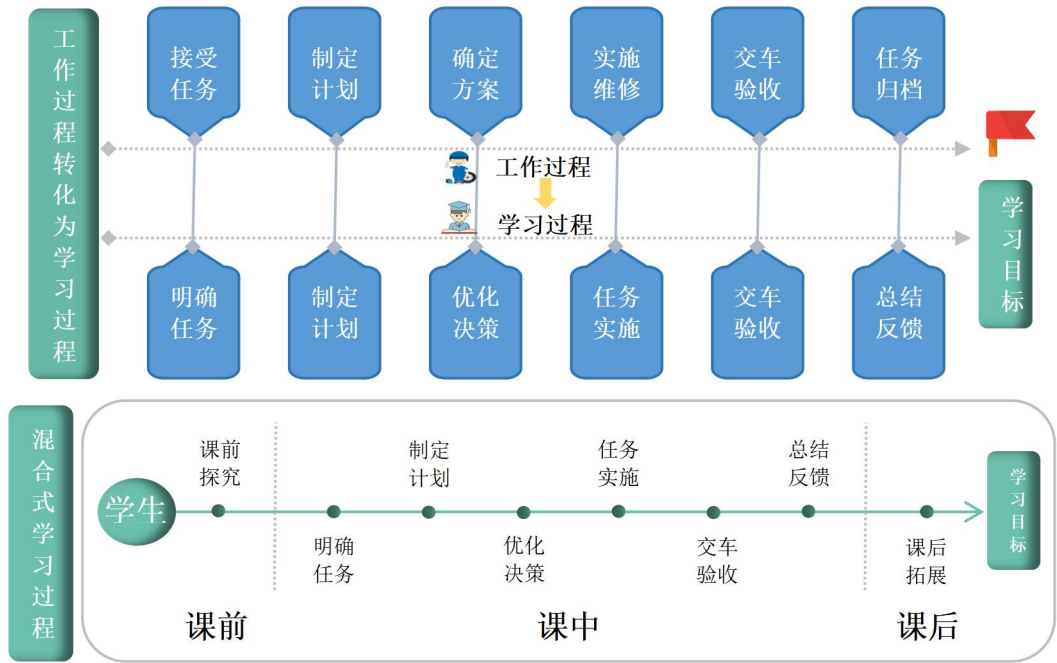 工作过程转化为学习过程
接受
任务
制定
计划
确定
方案
实施
维修
交车
验收
任务
归档
工作过程
学习过程
学习目标
明确
任务
制定
计划
优化
决策
任务
实施
交车
验收
总结
反馈
混合式学习过程
学生
课前
探究
明确
任务
制定
计划
优化
决策
任务
实施
交车
验收
总结
反馈
课后
拓展
学习目标
课前
课中
课后